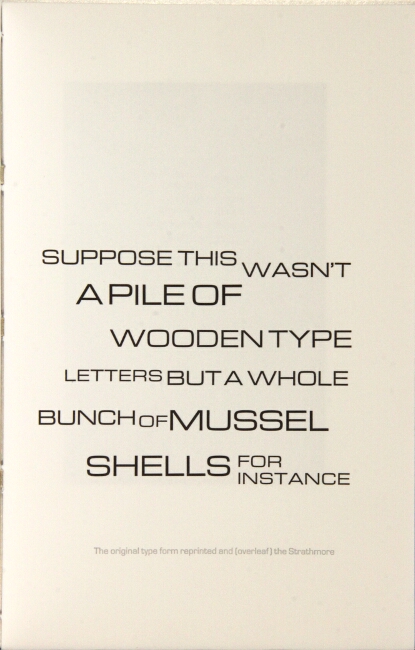 SUPPOSE THIS WASN'T
A PILE OF
WOODEN TYPE
LETTERS BUT A WHOLE
BUNCH OF MUSSEL
SHELLS FOR
INSTANCE
The original type form reprinted and (overleaf) the Strathmore